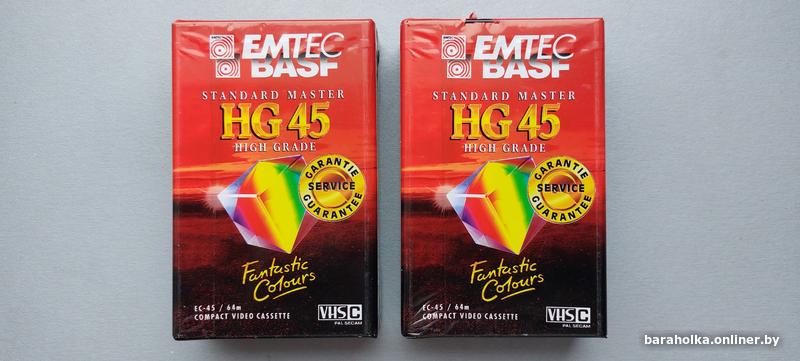 EMTEC
BASF
STANDARD MASTER
HG 45
HIGH GRADE
GARANTIE
SERVICE
GUARANTEE
Fantastic
Colours
EC-45 / 64m
COMPACT VIDEO CASSETTE
VHS C
PAL SECAM
EMTEC
BASF
STANDARD MASTER
HG 45
HIGH GRADE
GARANTIE
SERVICE
GUARANTEE
Fantastic
Colours
EC-45 / 64m
COMPACT VIDEO CASSETTE
VHS C
PAL SECAM
baraholka.onliner.by